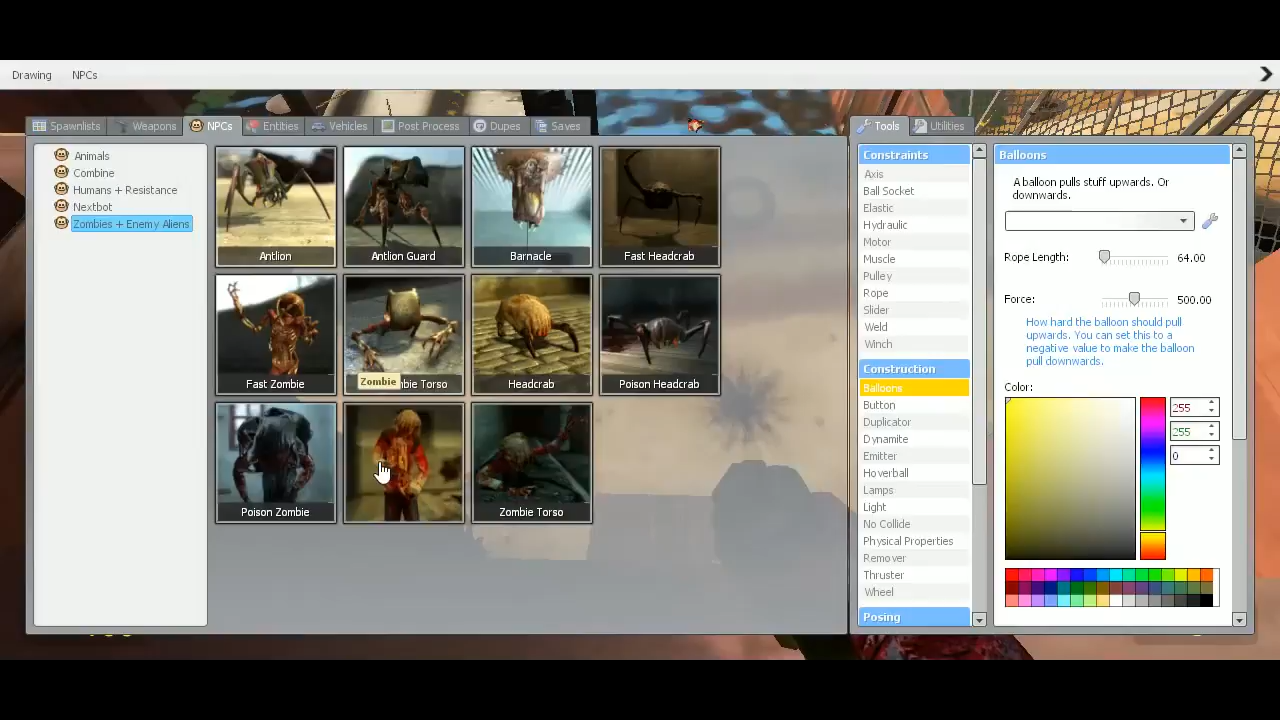 Drawing NPCs
Spawnlists Weapons NPCs Entities Vehicles Post Process Dupes Saves
Tools Utilities
Animals
Combine
Humans + Resistance
Nextbot
Zombies + Enemy Aliens
Antlion
Antlion Guard
Barnacle
Fast Headcrab
Fast Zombie
Zombie
bie Torso
Headcrab
Poison Headcrab
Poison Zombie
Zombie Torso
Constraints
Axis
Ball Socket
Elastic
Hydraulic
Motor
Muscle
Pulley
Rope
Slider
Weld
Winch
Construction
Balloons
Button
Duplicator
Dynamite
Emitter
Hoverball
Lamps
Light
No Collide
Physical Properties
Remover
Thruster
Wheel
Posing
Balloons
A balloon pulls stuff upwards. Or
downwards.
Rope Length: 64.00
Force: 500.00
How hard the balloon should pull
upwards. You can set this to a
negative value to make the balloon
pull downwards.
Color:
255
255
0